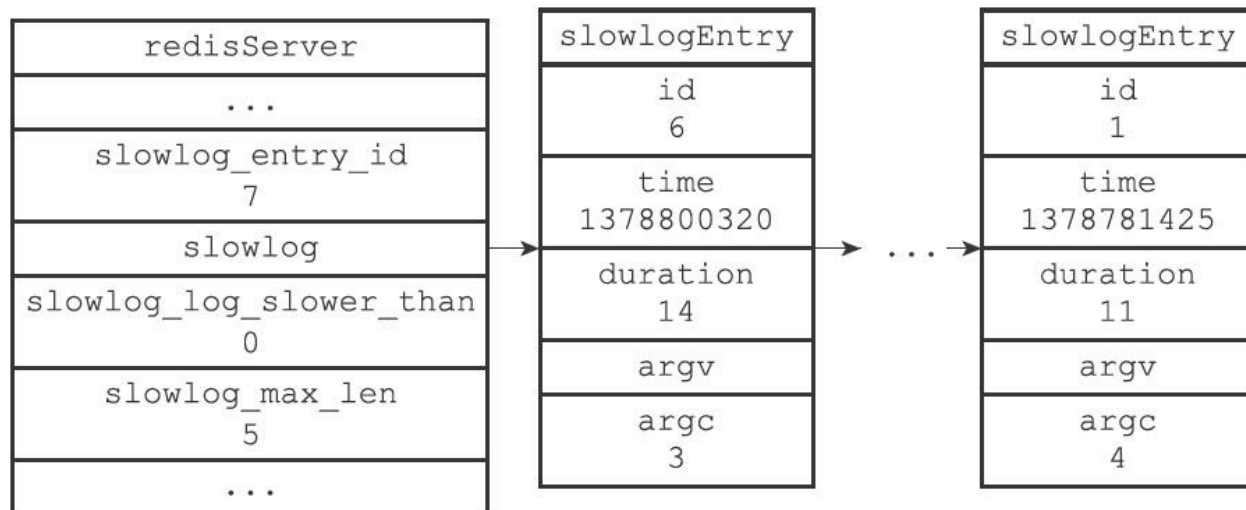 redisServer
...
slowlog_entry_id
7
slowlog
slowlog_log_slower_than
0
slowlog_max_len
5
...
slowlogEntry
id
6
time
1378800320
duration
14
argv
argc
3
...
slowlogEntry
id
1
time
1378781425
duration
11
argv
argc
4